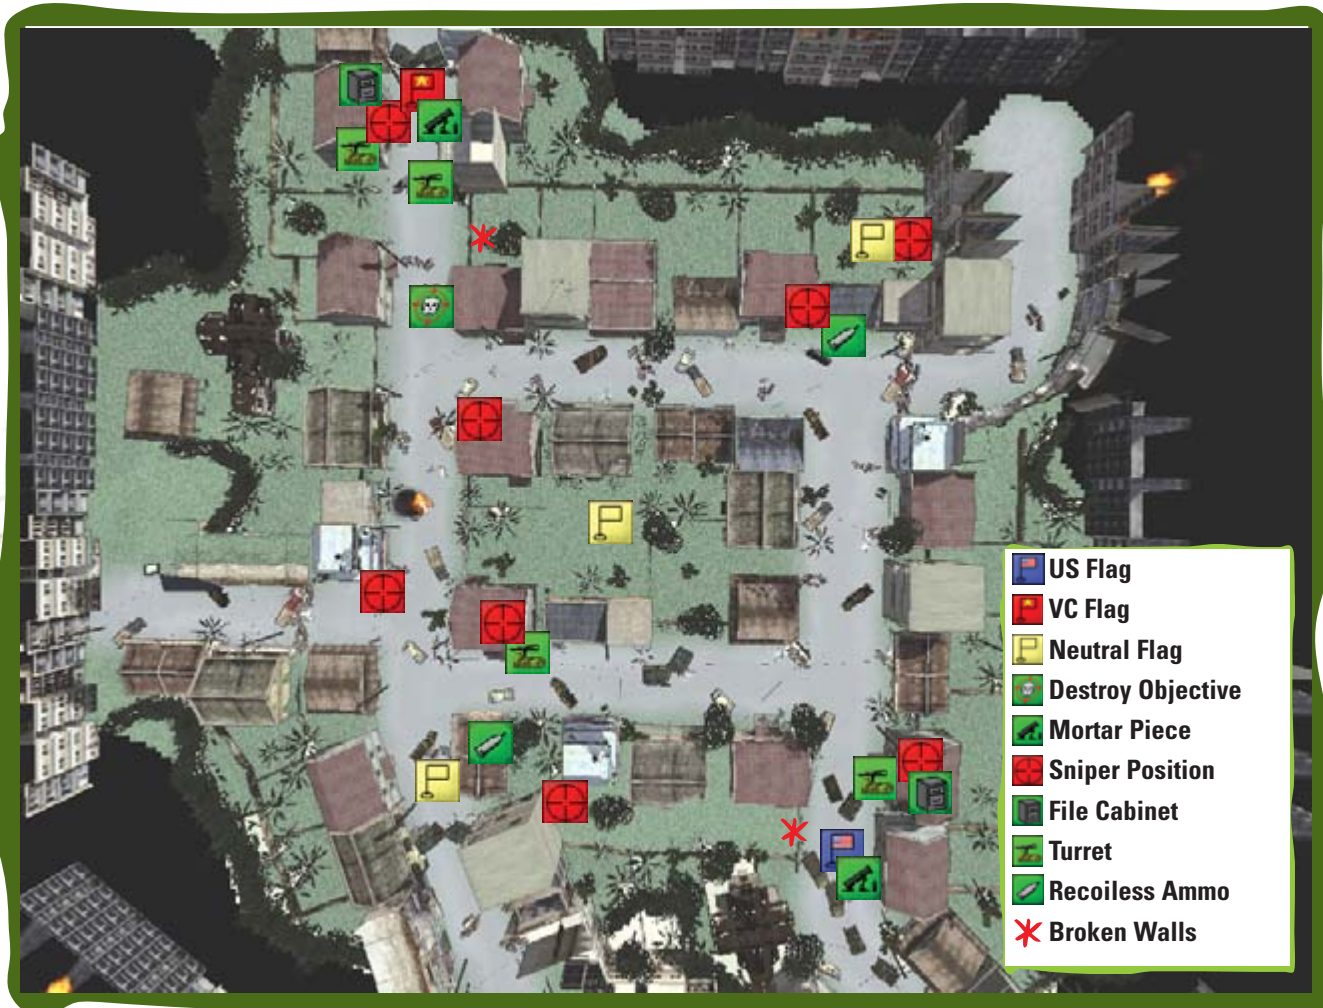 US Flag
VC Flag
Neutral Flag
Destroy Objective
Mortar Piece
Sniper Position
File Cabinet
Turret
Recoiless Ammo
Broken Walls